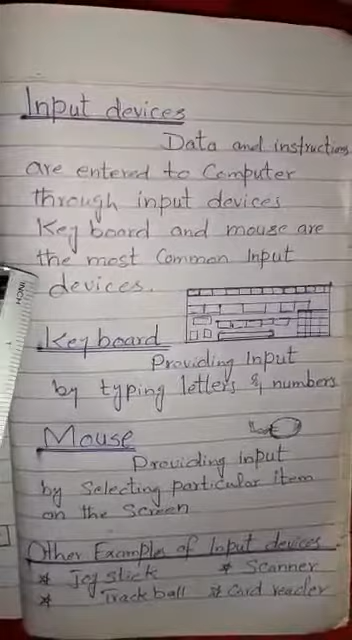 Input devices
Data and instructions
are entered to Computer
through input devices
Key board and mouse are
the most Common Input
devices.
Keyboard
Providing Input
by typing letters & numbers
Mouse
Providing input
by Selecting particular item
on the Screen
Other Examples of Input devices
* Joy stick * Scanner
* Track ball * Card reader
INCH